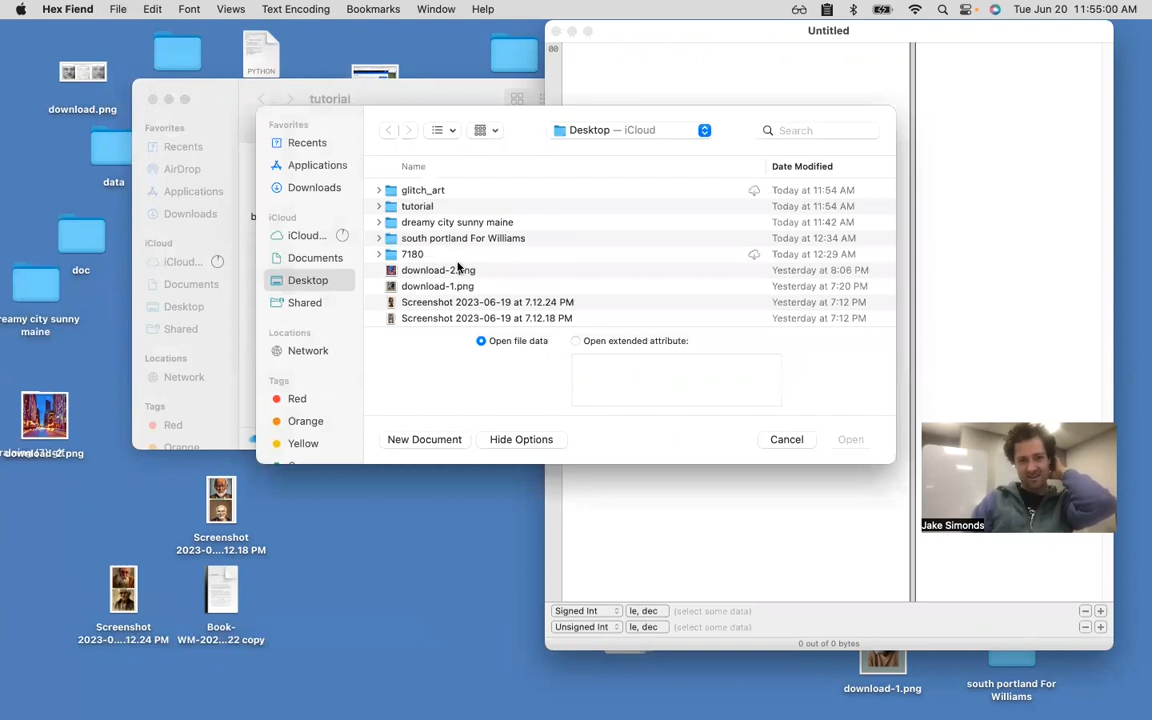 Hex Fiend File Edit Font Views Text Encoding Bookmarks Window Help
Tue Jun 20 11:55:00 AM
Untitled
00
PYTHON
download.png
data
doc
dreamy city sunny
maine
download-2.png
Screenshot
2023-0....12.18 PM
Screenshot
2023-0....12.24 PM
Book-
WM-202...22 copy
tutorial
Favorites
Recents
AirDrop
Applications
Downloads
iCloud
iCloud...
Documents
Desktop
Shared
Locations
Network
Tags
Red
Orange
Favorites
Recents
Applications
Downloads
iCloud
iCloud...
Documents
Desktop
Shared
Locations
Network
Tags
Red
Orange
Yellow
Desktop — iCloud
Search
Name Date Modified
glitch_art Today at 11:54 AM
tutorial Today at 11:54 AM
dreamy city sunny maine Today at 11:42 AM
south portland For Williams Today at 12:34 AM
7180 Today at 12:29 AM
download-2.png Yesterday at 8:06 PM
download-1.png Yesterday at 7:20 PM
Screenshot 2023-06-19 at 7.12.24 PM Yesterday at 7:12 PM
Screenshot 2023-06-19 at 7.12.18 PM Yesterday at 7:12 PM
Open file data Open extended attribute:
New Document Hide Options Cancel Open
Jake Simonds
Signed Int le, dec (select some data)
Unsigned Int le, dec (select some data)
0 out of 0 bytes
download-1.png
south portland For
Williams